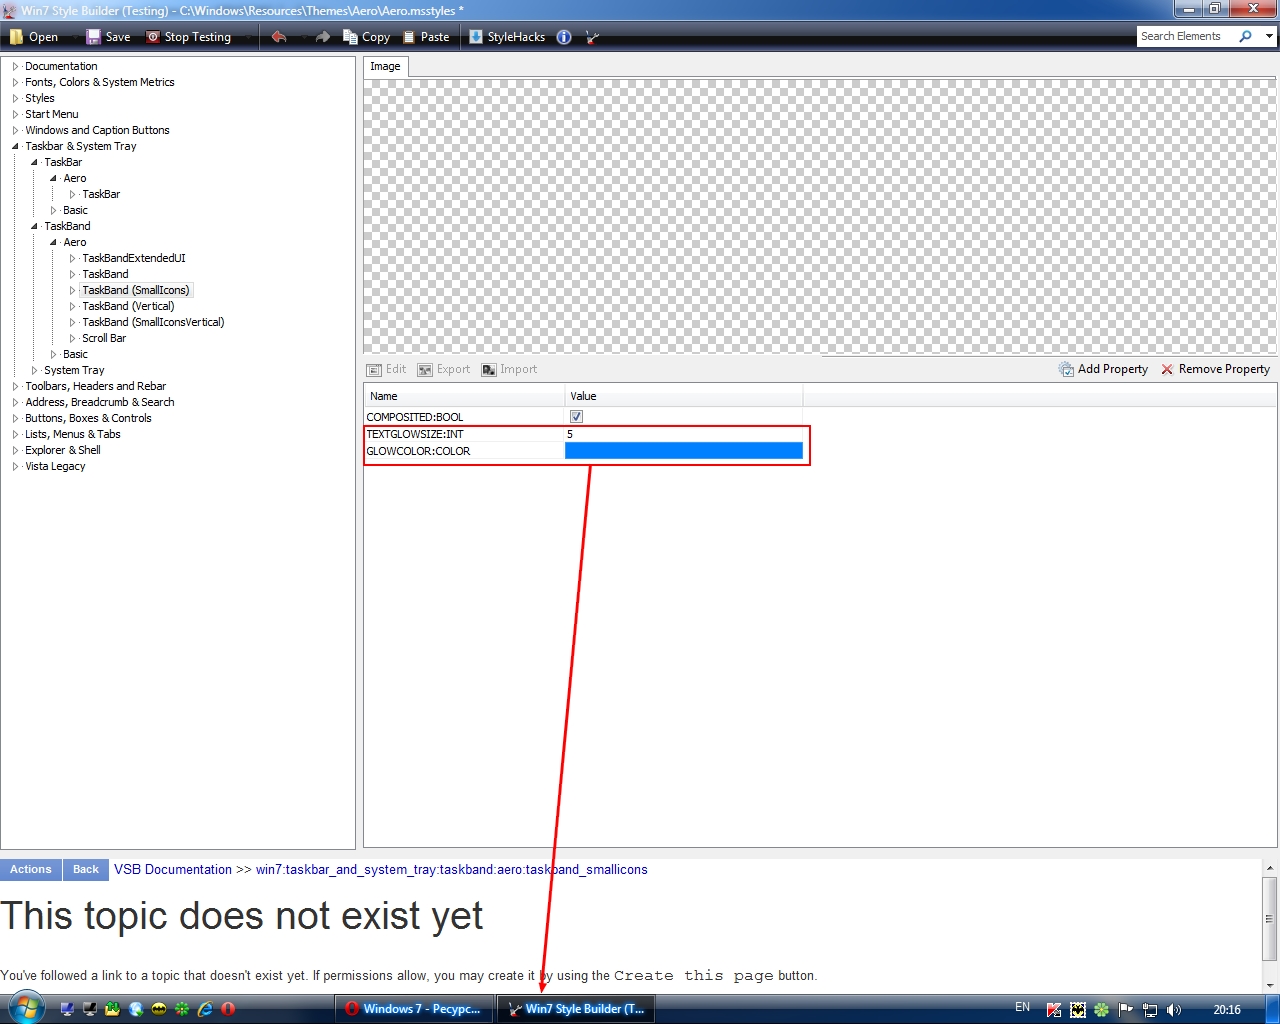 Win7 Style Builder (Testing) - C:\Windows\Resources\Themes\Aero\Aero.msstyles *
Open Save Stop Testing Copy Paste StyleHacks Search Elements
Documentation
Fonts, Colors & System Metrics
Styles
Start Menu
Windows and Caption Buttons
Taskbar & System Tray
TaskBar
Aero
TaskBar
Basic
TaskBand
Aero
TaskBandExtendedUI
TaskBand
TaskBand (SmallIcons)
TaskBand (Vertical)
TaskBand (SmallIconsVertical)
Scroll Bar
Basic
System Tray
Toolbars, Headers and Rebar
Address, Breadcrumb & Search
Buttons, Boxes & Controls
Lists, Menus & Tabs
Explorer & Shell
Vista Legacy
Image
Edit Export Import Add Property Remove Property
Name Value
COMPOSITED:BOOL
TEXTGLOWSIZE:INT 5
GLOWCOLOR:COLOR
Actions Back VSB Documentation >> win7:taskbar_and_system_tray:taskband:aero:taskband_smallicons
This topic does not exist yet
You've followed a link to a topic that doesn't exist yet. If permissions allow, you may create it by using the Create this page button.
Windows 7 - Ресурс... Win7 Style Builder (T... EN 20:16